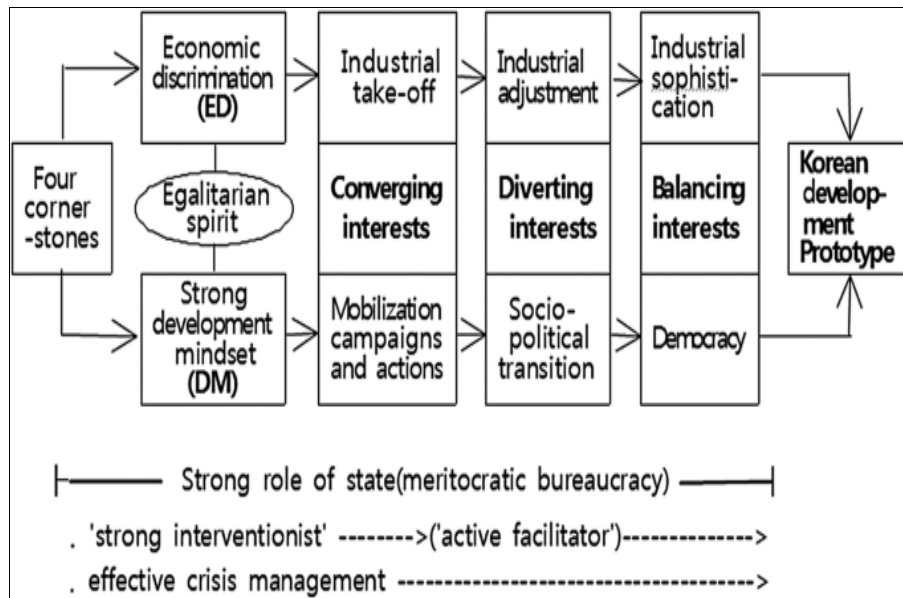 Four
corner
-stones
Economic
discrimination
(ED)
Egalitarian
spirit
Strong
development
mindset
(DM)
Industrial
take-off
Converging
interests
Mobilization
campaigns
and actions
Industrial
adjustment
Diverting
interests
Socio-
political
transition
Industrial
sophisti-
cation
Balancing
interests
Democracy
Korean
develop-
ment
Prototype
Strong role of state(meritocratic bureaucracy)
. 'strong interventionist' -------->('active facilitator')-------------->
. effective crisis management ------------------------------------->